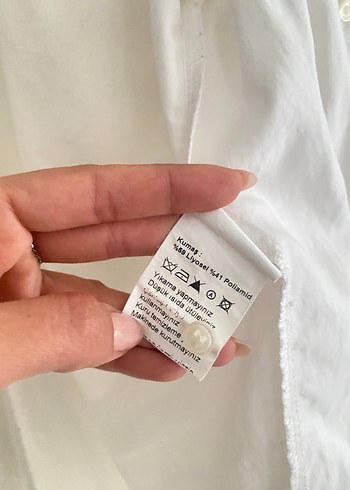 Kumaş :
%59 Liyosel %41 Poliamid
Yıkama yapmayınız
Düşük ısıda ütüleyiniz
kullanmayınız
Kuru temizleme
Makinede kurutmayınız